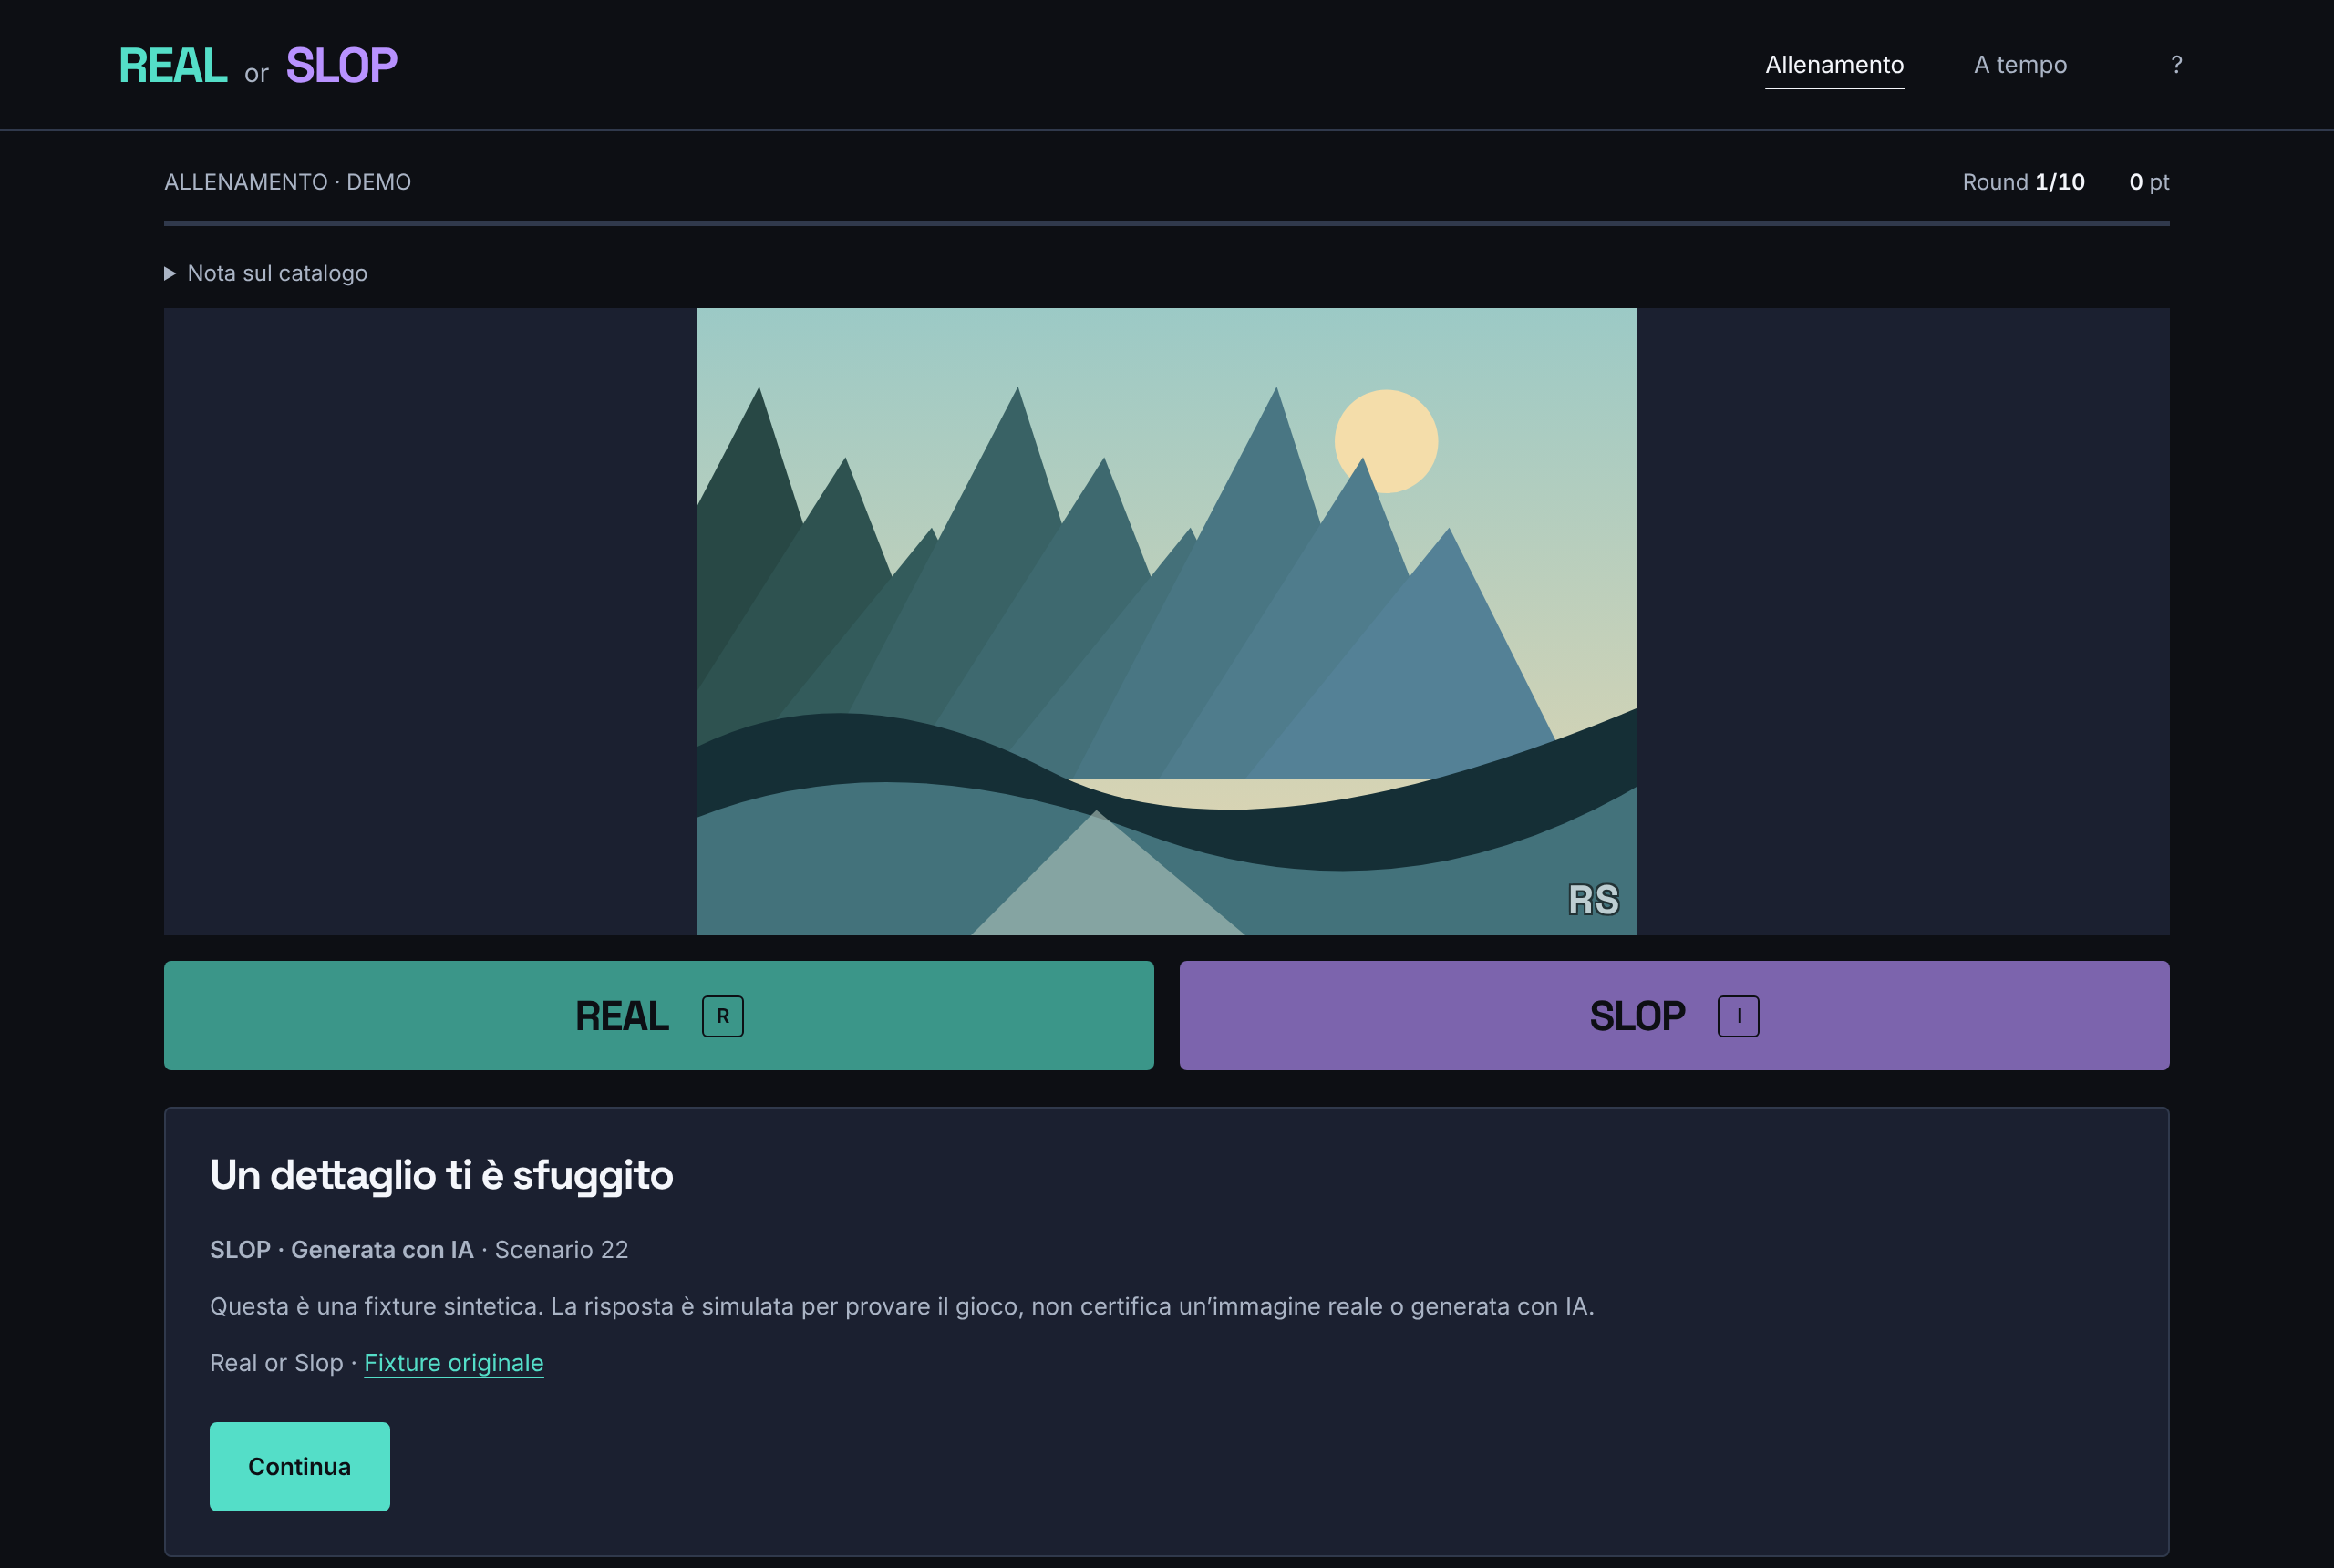 REAL or SLOP
Allenamento A tempo ?
ALLENAMENTO · DEMO
Round 1/10 0 pt
Nota sul catalogo
RS
REAL R
SLOP I
Un dettaglio ti è sfuggito
SLOP · Generata con IA · Scenario 22
Questa è una fixture sintetica. La risposta è simulata per provare il gioco, non certifica un’immagine reale o generata con IA.
Real or Slop · Fixture originale
Continua